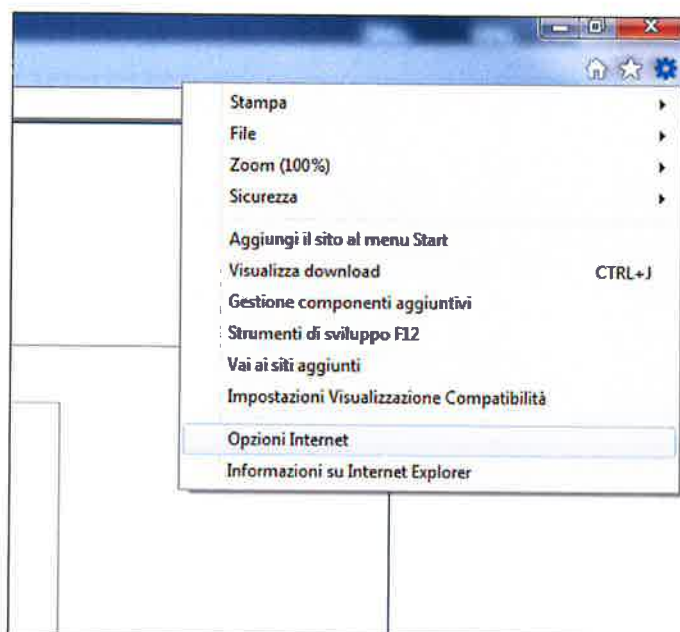 Stampa
File
Zoom (100%)
Sicurezza
Aggiungi il sito al menu Start
Visualizza download CTRL+J
Gestione componenti aggiuntivi
Strumenti di sviluppo F12
Vai ai siti aggiunti
Impostazioni Visualizzazione Compatibilità
Opzioni Internet
Informazioni su Internet Explorer